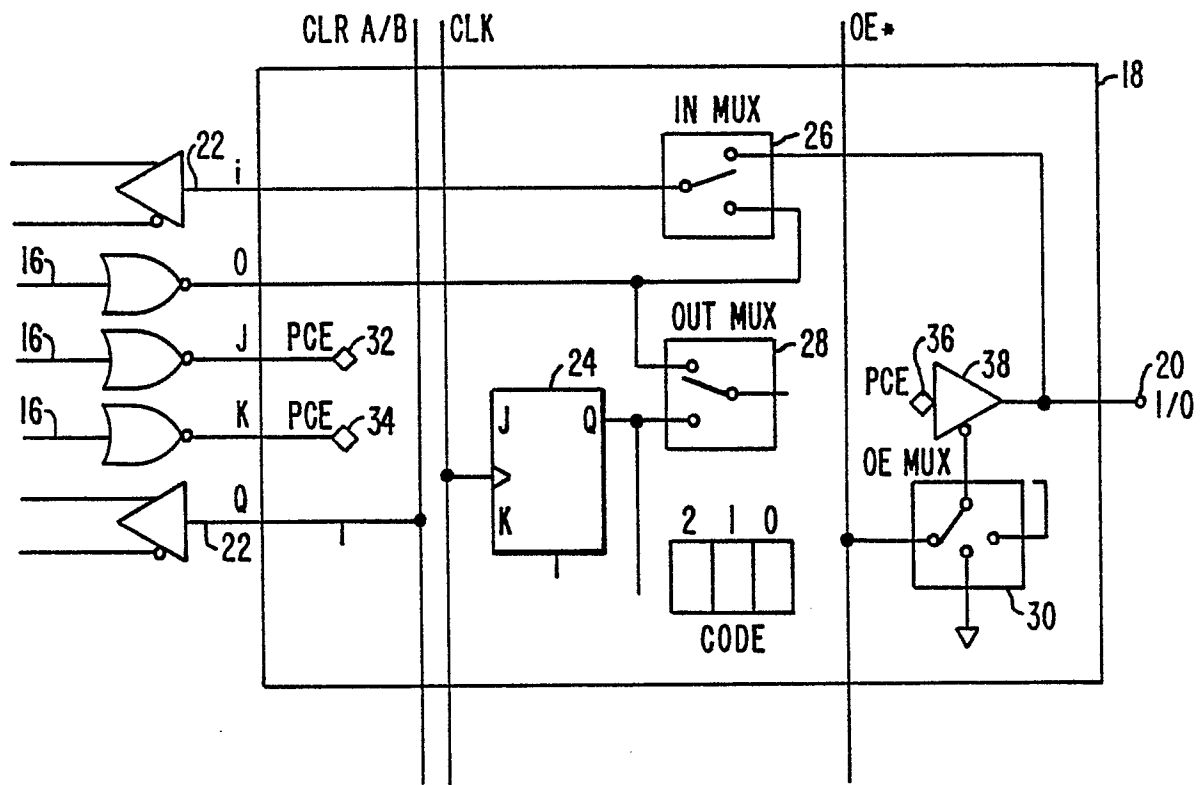 CLR A/B CLK OE*
18
IN MUX
26
22 i
16 O
OUT MUX
28
16 J PCE 32
24
36 38
PCE
20
I/O
J Q
16 K PCE 34
OE MUX
Q
22
K
2 1 0
30
CODE